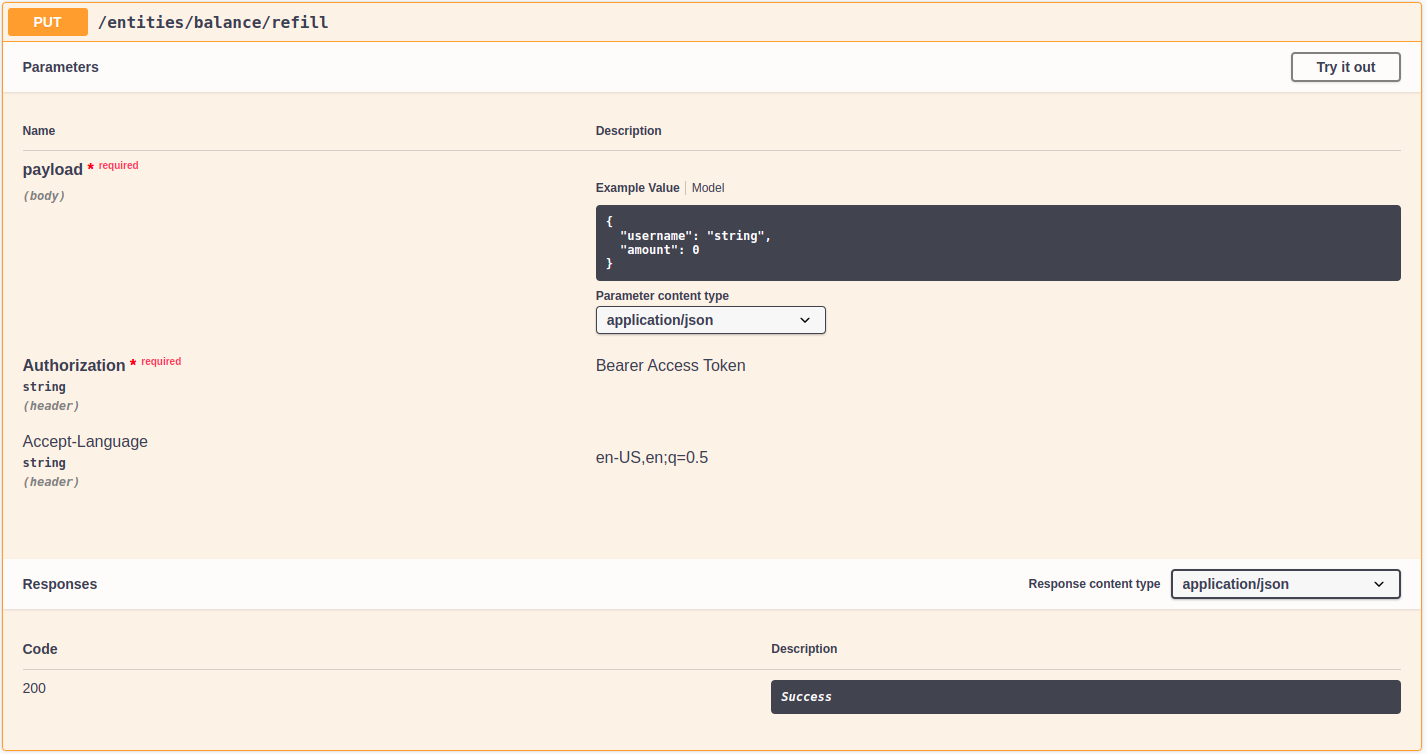 PUT /entities/balance/refill
Parameters Try it out
Name Description
payload * required
(body)
Example Value Model
{
  "username": "string",
  "amount": 0
}
Parameter content type
application/json
Authorization * required
string
(header)
Bearer Access Token
Accept-Language
string
(header)
en-US,en;q=0.5
Responses Response content type application/json
Code Description
200 Success